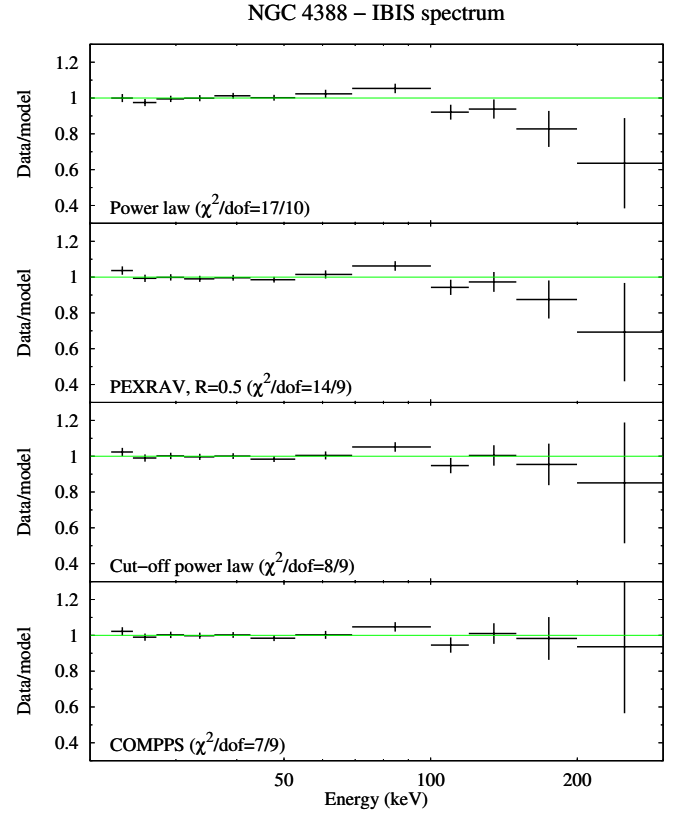 NGC 4388 – IBIS spectrum
1.2
1
0.8
0.6
0.4
Data/model
Power law (χ²/dof=17/10)
1.2
1
0.8
0.6
0.4
Data/model
PEXRAV, R=0.5 (χ²/dof=14/9)
1.2
1
0.8
0.6
0.4
Data/model
Cut−off power law (χ²/dof=8/9)
1.2
1
0.8
0.6
0.4
Data/model
COMPPS (χ²/dof=7/9)
50 100 200
Energy (keV)